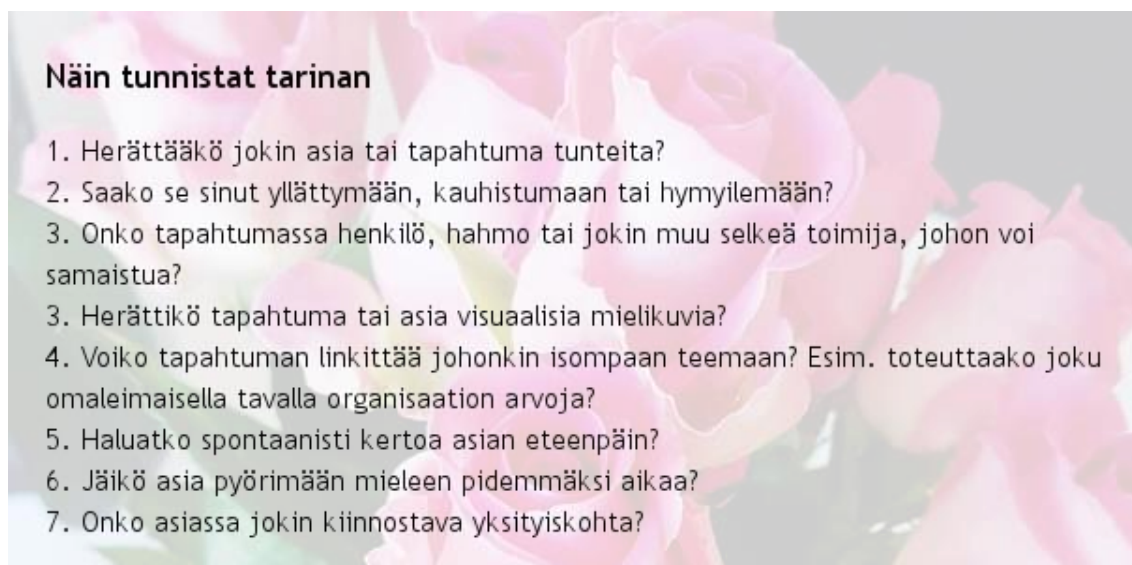 Näin tunnistat tarinan
1. Herättääkö jokin asia tai tapahtuma tunteita?
2. Saako se sinut yllättymään, kauhistumaan tai hymyilemään?
3. Onko tapahtumassa henkilö, hahmo tai jokin muu selkeä toimija, johon voi
samaistua?
3. Herättikö tapahtuma tai asia visuaalisia mielikuvia?
4. Voiko tapahtuman linkittää johonkin isompaan teemaan? Esim. toteuttaako joku
omaleimaisella tavalla organisaation arvoja?
5. Haluatko spontaanisti kertoa asian eteenpäin?
6. Jäikö asia pyörimään mieleen pidemmäksi aikaa?
7. Onko asiassa jokin kiinnostava yksityiskohta?